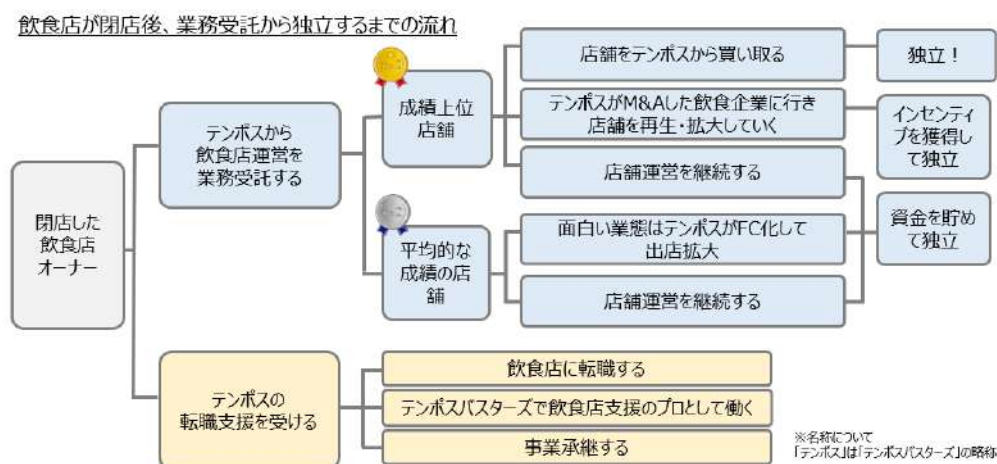 飲食店が閉店後、業務受託から独立するまでの流れ
閉店した
飲食店
オーナー
テンポスから
飲食店運営を
業務受託する
成績上位
店舗
店舗をテンポスから買い取る
独立！
テンポスがM&Aした飲食企業に行き
店舗を再生・拡大していく
インセンティ
ブを獲得し
て独立
店舗運営を継続する
平均的な
成績の店
舗
面白い業態はテンポスがFC化して
出店拡大
店舗運営を継続する
資金を貯め
て独立
テンポスの
転職支援を受ける
飲食店に転職する
テンポスバスターズで飲食店支援のプロとして働く
事業承継する
※名称について
「テンポス」は「テンポスバスターズ」の略称